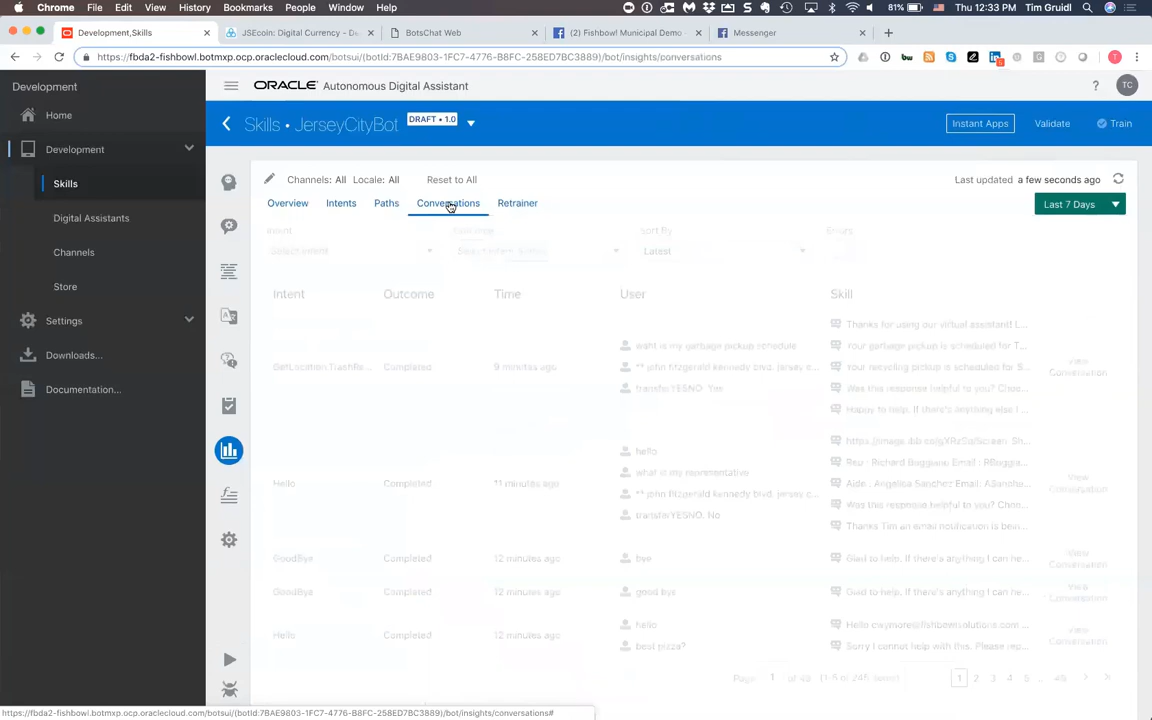 Chrome File Edit View History Bookmarks People Window Help 81% Thu 12:33 PM Tim Gruidl
Development,Skills × JSEcoin: Digital Currency - De × BotsChat Web × (2) Fishbowl Municipal Demo × Messenger × +
https://fbda2-fishbowl.botmxp.ocp.oraclecloud.com/botsui/(botId:7BAE9803-1FC7-4776-B8FC-258ED7BC3889)/bot/insights/conversations
Development
Home
Development
Skills
Digital Assistants
Channels
Store
Settings
Downloads...
Documentation...
ORACLE Autonomous Digital Assistant ? TC
Skills • JerseyCityBot DRAFT • 1.0 Instant Apps Validate Train
Channels: All Locale: All Reset to All Last updated a few seconds ago
Overview Intents Paths Conversations Retrainer Last 7 Days
Intent Outcome Sort By Errors
Select Intent Latest
Intent Outcome Time User Skill
Thanks for using our virtual assistant! L...
want is my garbage pickup schedule Your garbage pickup is scheduled for T...
GetLocation.TrashRe... Completed 9 minutes ago ** john fitzgerald kennedy blvd. jersey c... Your recycling pickup is scheduled for S... View Conversation
transfer YESNO: Yes Was this response helpful to you? Choo...
Happy to help. If there's anything else I ...
hello
Rep : Richard Boggiano Email : RBoggia...
what is my representative
Hello Completed 11 minutes ago Aide : Angelica Sanchez Email: ASanche... View Conversation
** john fitzgerald kennedy blvd. jersey c... Was this response helpful to you? Choo...
transferYESNO: No Thanks Tim an email notification is bein...
GoodBye Completed 12 minutes ago bye Glad to help. If there's anything I can he... View Conversation
GoodBye Completed 12 minutes ago good bye Glad to help. If there's anything I can he... View Conversation
hello Hello cwymore@fishbowlsolutions.com ...
Hello Completed 12 minutes ago View Conversation
best pizza? Sorry I cannot help with this. Please rep...
Page 1 of 49 (1-5 of 245 items) 1 2 3 4 5 .. 49
https://fbda2-fishbowl.botmxp.ocp.oraclecloud.com/botsui/(botId:7BAE9803-1FC7-4776-B8FC-258ED7BC3889)/bot/insights/conversations#